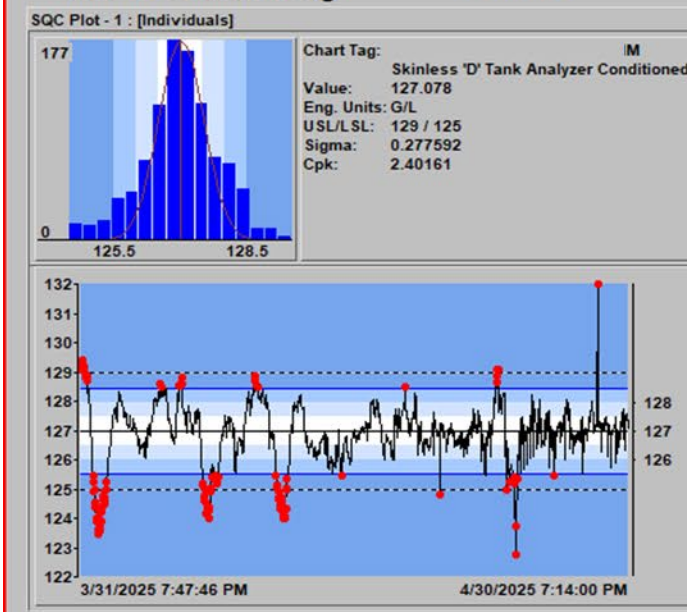 SQC Plot - 1 : [Individuals]
177
0
125.5 128.5
Chart Tag: IM
Skinless 'D' Tank Analyzer Conditioned
Value: 127.078
Eng. Units: G/L
USL/LSL: 129 / 125
Sigma: 0.277592
Cpk: 2.40161
132
131
130
129
128
127
126
125
124
123
122
128
127
126
3/31/2025 7:47:46 PM 4/30/2025 7:14:00 PM